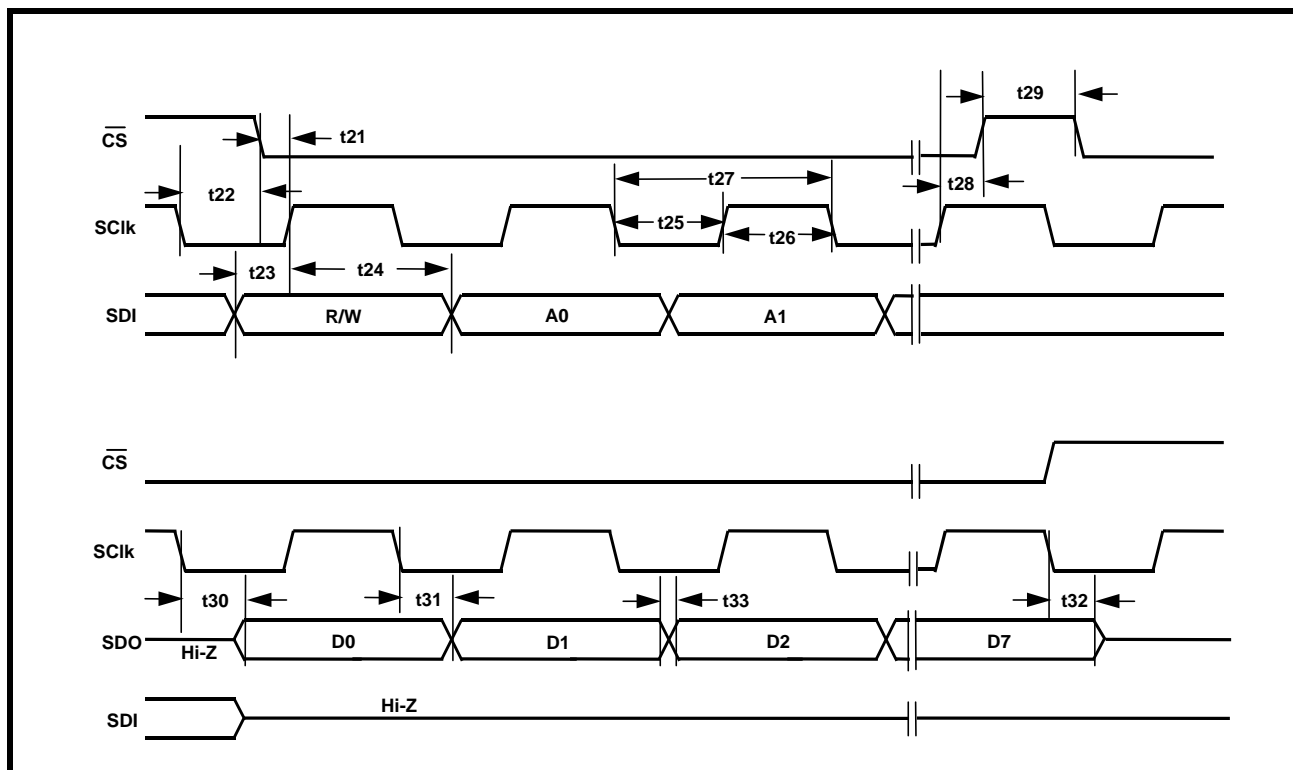 t29
CS
t21
t28
t22
t27
SClk
t25
t26
t23
t24
SDI
R/W
A0
A1
CS
SClk
t30
t31
t33
t32
SDO
Hi-Z
D0
D1
D2
D7
SDI
Hi-Z